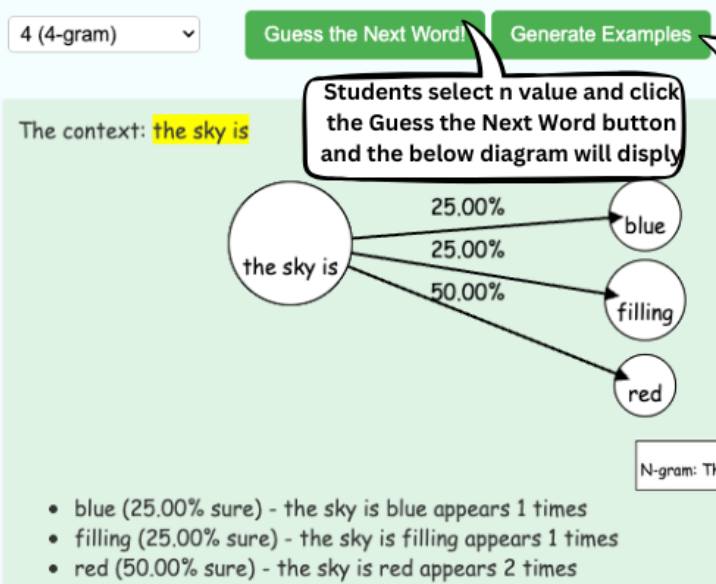 4 (4-gram)
Guess the Next Word!
Generate Examples
Students select n value and click
the Guess the Next Word button
and the below diagram will disply
The context: the sky is
25.00%
blue
the sky is
25.00%
filling
50.00%
red
N-gram:
blue (25.00% sure) - the sky is blue appears 1 times
filling (25.00% sure) - the sky is filling appears 1 times
red (50.00% sure) - the sky is red appears 2 times